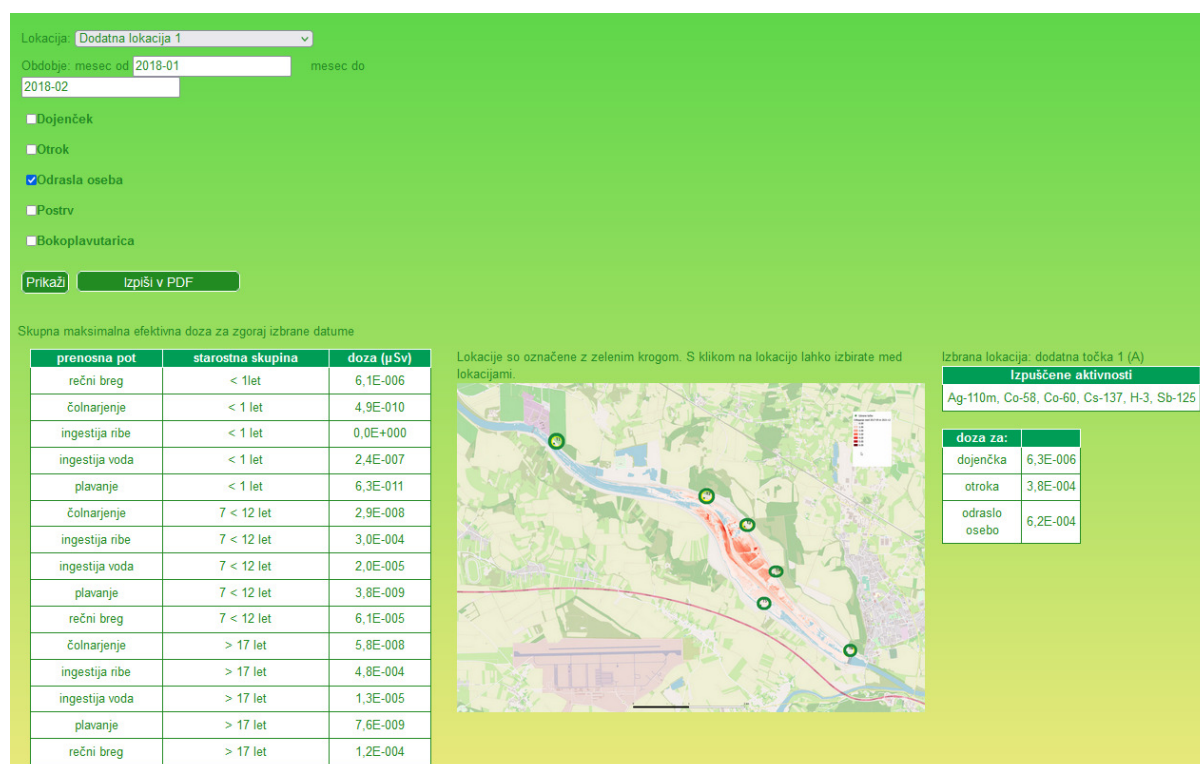 Lokacija: Dodatna lokacija 1
Obdobje: mesec od 2018-01 mesec do
2018-02
Dojenček
Otrok
Odrasla oseba
Postrv
Bokoplavutarica
Prikaži Izpiši v PDF
Skupna maksimalna efektivna doza za zgoraj izbrane datume
prenosna pot starostna skupina doza (µSv)
rečni breg < 1let 6,1E-006
čolnarjenje < 1 let 4,9E-010
ingestija ribe < 1 let 0,0E+000
ingestija voda < 1 let 2,4E-007
plavanje < 1 let 6,3E-011
čolnarjenje 7 < 12 let 2,9E-008
ingestija ribe 7 < 12 let 3,0E-004
ingestija voda 7 < 12 let 2,0E-005
plavanje 7 < 12 let 3,8E-009
rečni breg 7 < 12 let 6,1E-005
čolnarjenje > 17 let 5,8E-008
ingestija ribe > 17 let 4,8E-004
ingestija voda > 17 let 1,3E-005
plavanje > 17 let 7,6E-009
rečni breg > 17 let 1,2E-004
Lokacije so označene z zelenim krogom. S klikom na lokacijo lahko izbirate med
lokacijami.
Izbrana lokacija: dodatna točka 1 (A)
Izpuščene aktivnosti
Ag-110m, Co-58, Co-60, Cs-137, H-3, Sb-125
doza za:
dojenčka 6,3E-006
otroka 3,8E-004
odraslo
osebo 6,2E-004